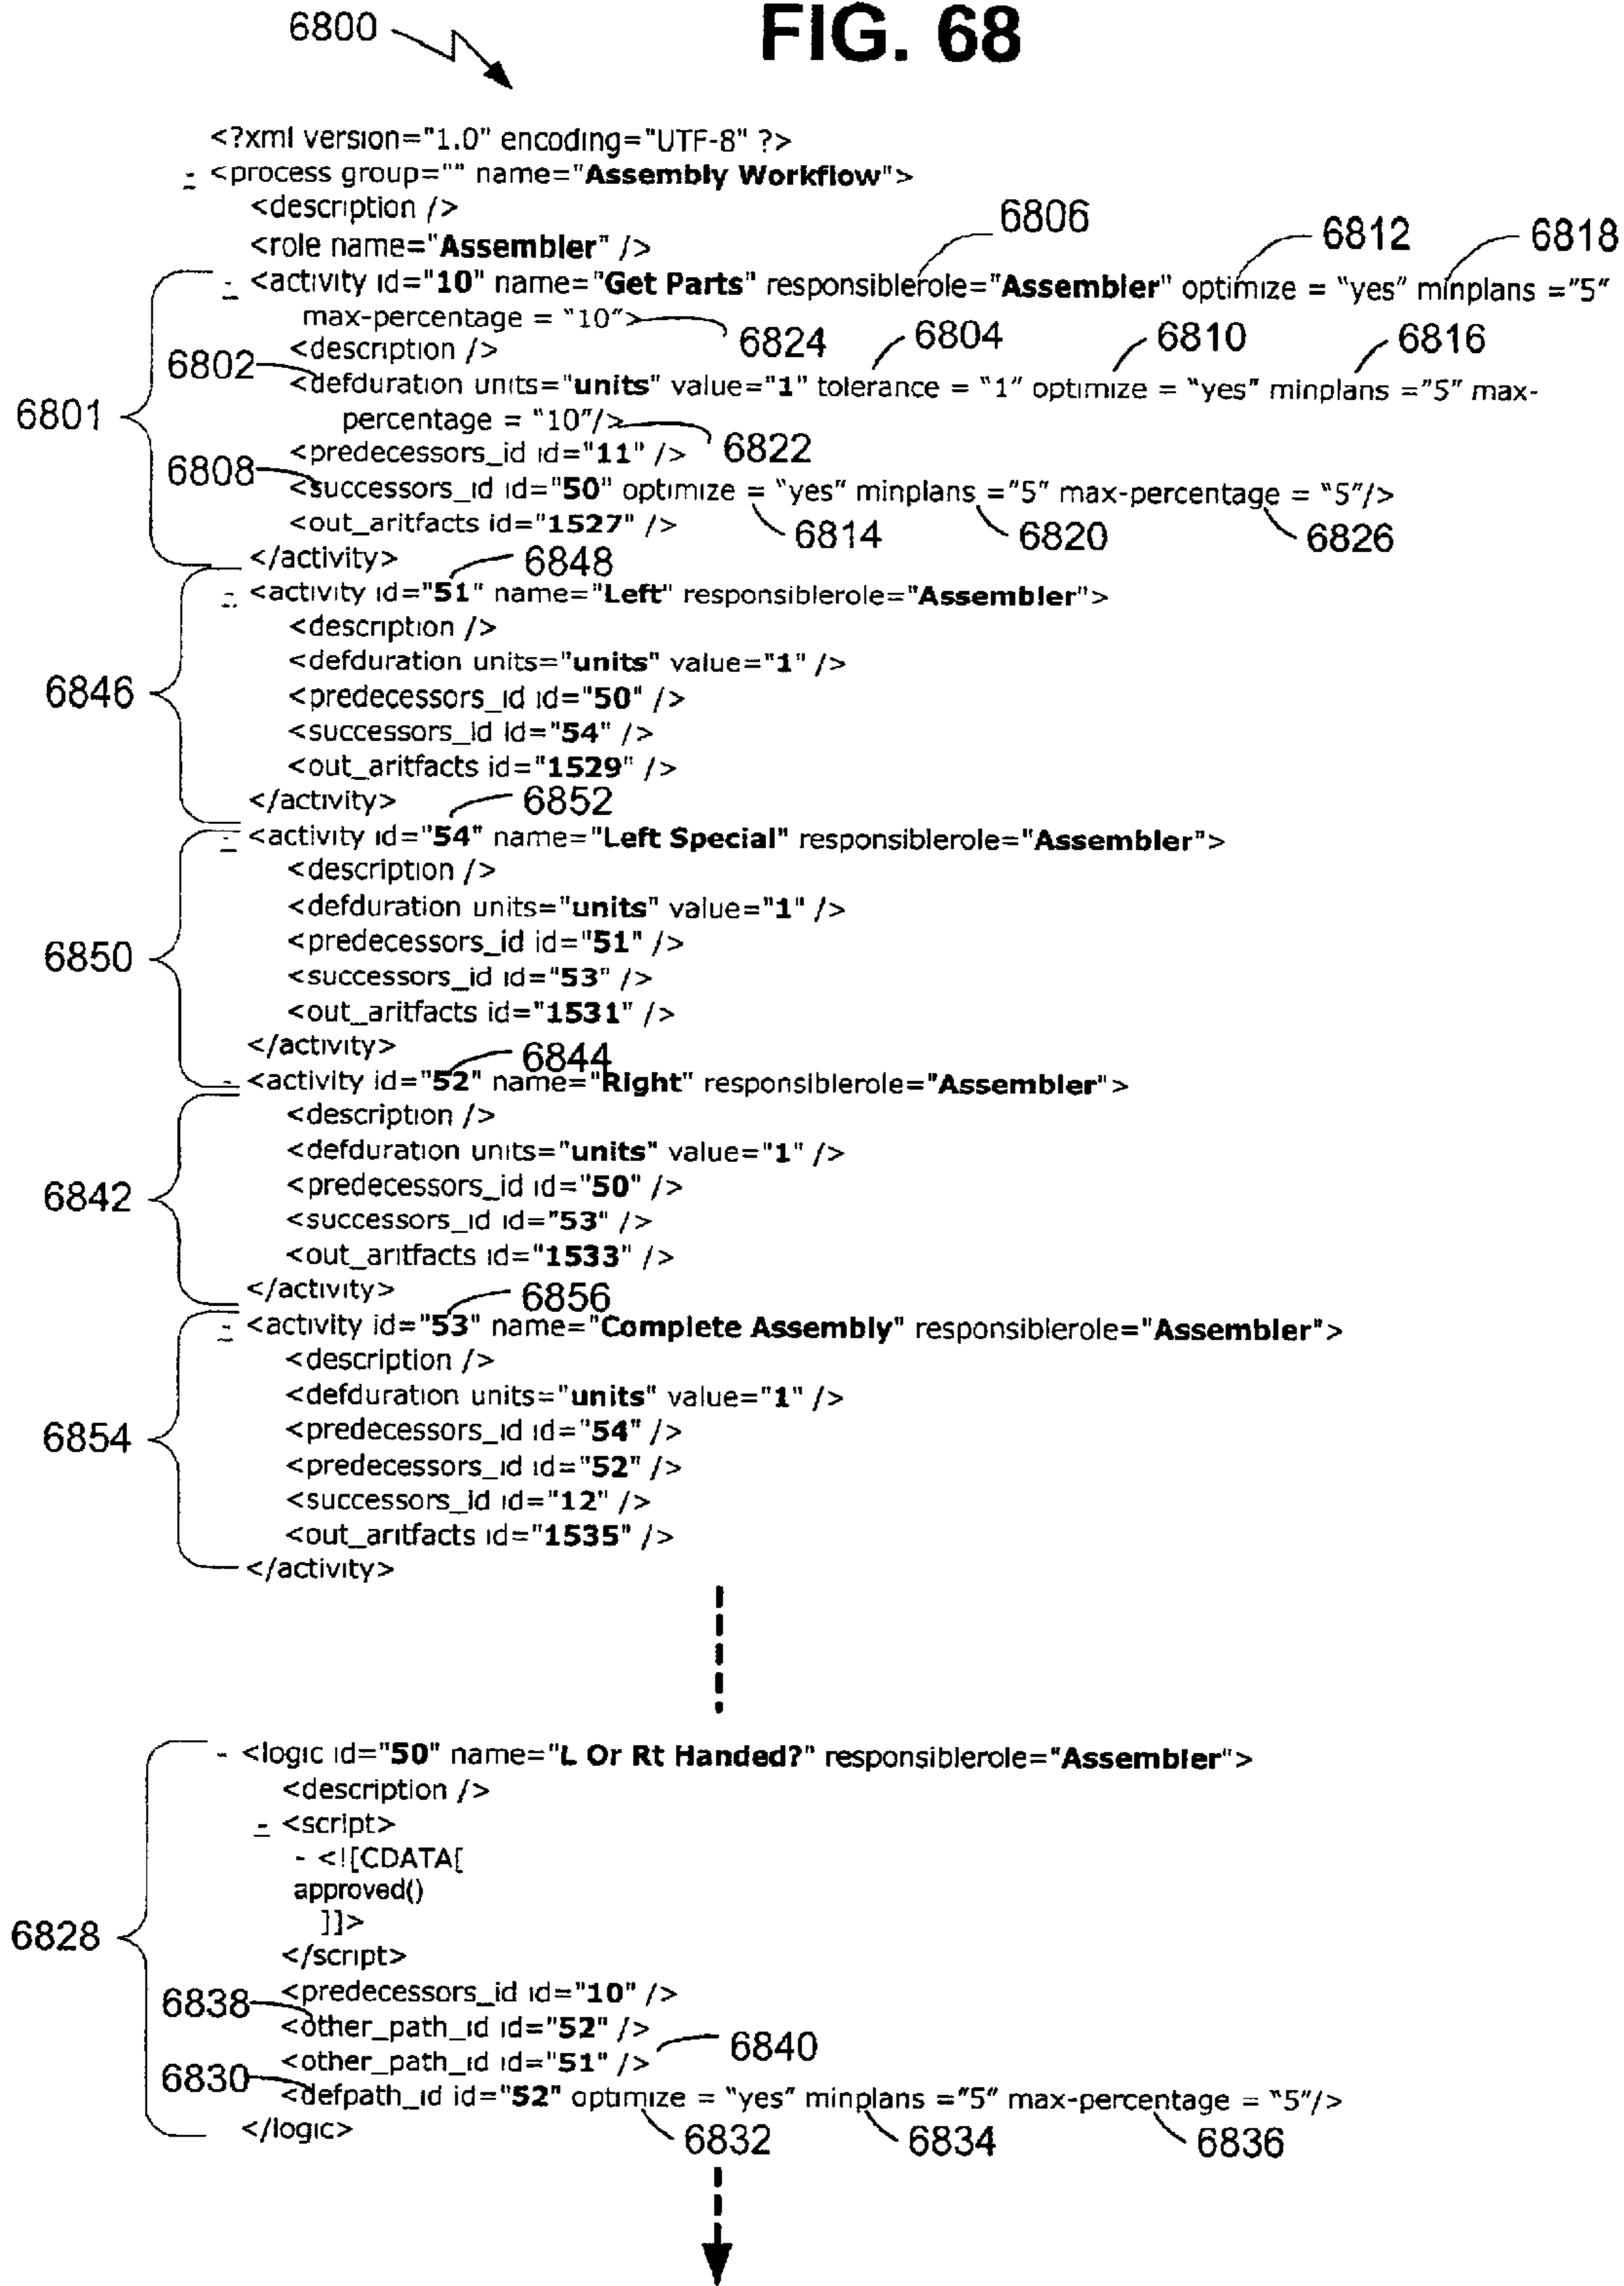 FIG. 68
6800
<?xml version="1.0" encoding="UTF-8" ?>
- <process group="" name="Assembly Workflow">
<description />
6806
<role name="Assembler" />
6812
6818
- <activity id="10" name="Get Parts" responsiblerole="Assembler" optimize = "yes" minplans ="5"
max-percentage = "10">
6824
6804
6810
6816
<description />
6802
<defduration units="units" value="1" tolerance = "1" optimize = "yes" minplans ="5" max-
6801
percentage = "10"/>
6822
<predecessors_id id="11" />
6808
<successors_id id="50" optimize = "yes" minplans ="5" max-percentage = "5"/>
<out_aritfacts id="1527" />
6814
6820
6826
</activity>
6848
- <activity id="51" name="Left" responsiblerole="Assembler">
<description />
<defduration units="units" value="1" />
6846
<predecessors_id id="50" />
<successors_id id="54" />
<out_aritfacts id="1529" />
</activity>
6852
- <activity id="54" name="Left Special" responsiblerole="Assembler">
<description />
<defduration units="units" value="1" />
6850
<predecessors_id id="51" />
<successors_id id="53" />
<out_aritfacts id="1531" />
</activity>
6844
- <activity id="52" name="Right" responsiblerole="Assembler">
<description />
<defduration units="units" value="1" />
6842
<predecessors_id id="50" />
<successors_id id="53" />
<out_aritfacts id="1533" />
</activity>
6856
- <activity id="53" name="Complete Assembly" responsiblerole="Assembler">
<description />
<defduration units="units" value="1" />
6854
<predecessors_id id="54" />
<predecessors_id id="52" />
<successors_id id="12" />
<out_aritfacts id="1535" />
</activity>
- <logic id="50" name="L Or Rt Handed?" responsiblerole="Assembler">
<description />
- <script>
- <![CDATA[
approved()
]]>
6828
</script>
<predecessors_id id="10" />
6838
<other_path_id id="52" />
6840
<other_path_id id="51" />
6830
<defpath_id id="52" optimize = "yes" minplans ="5" max-percentage = "5"/>
</logic>
6832
6834
6836